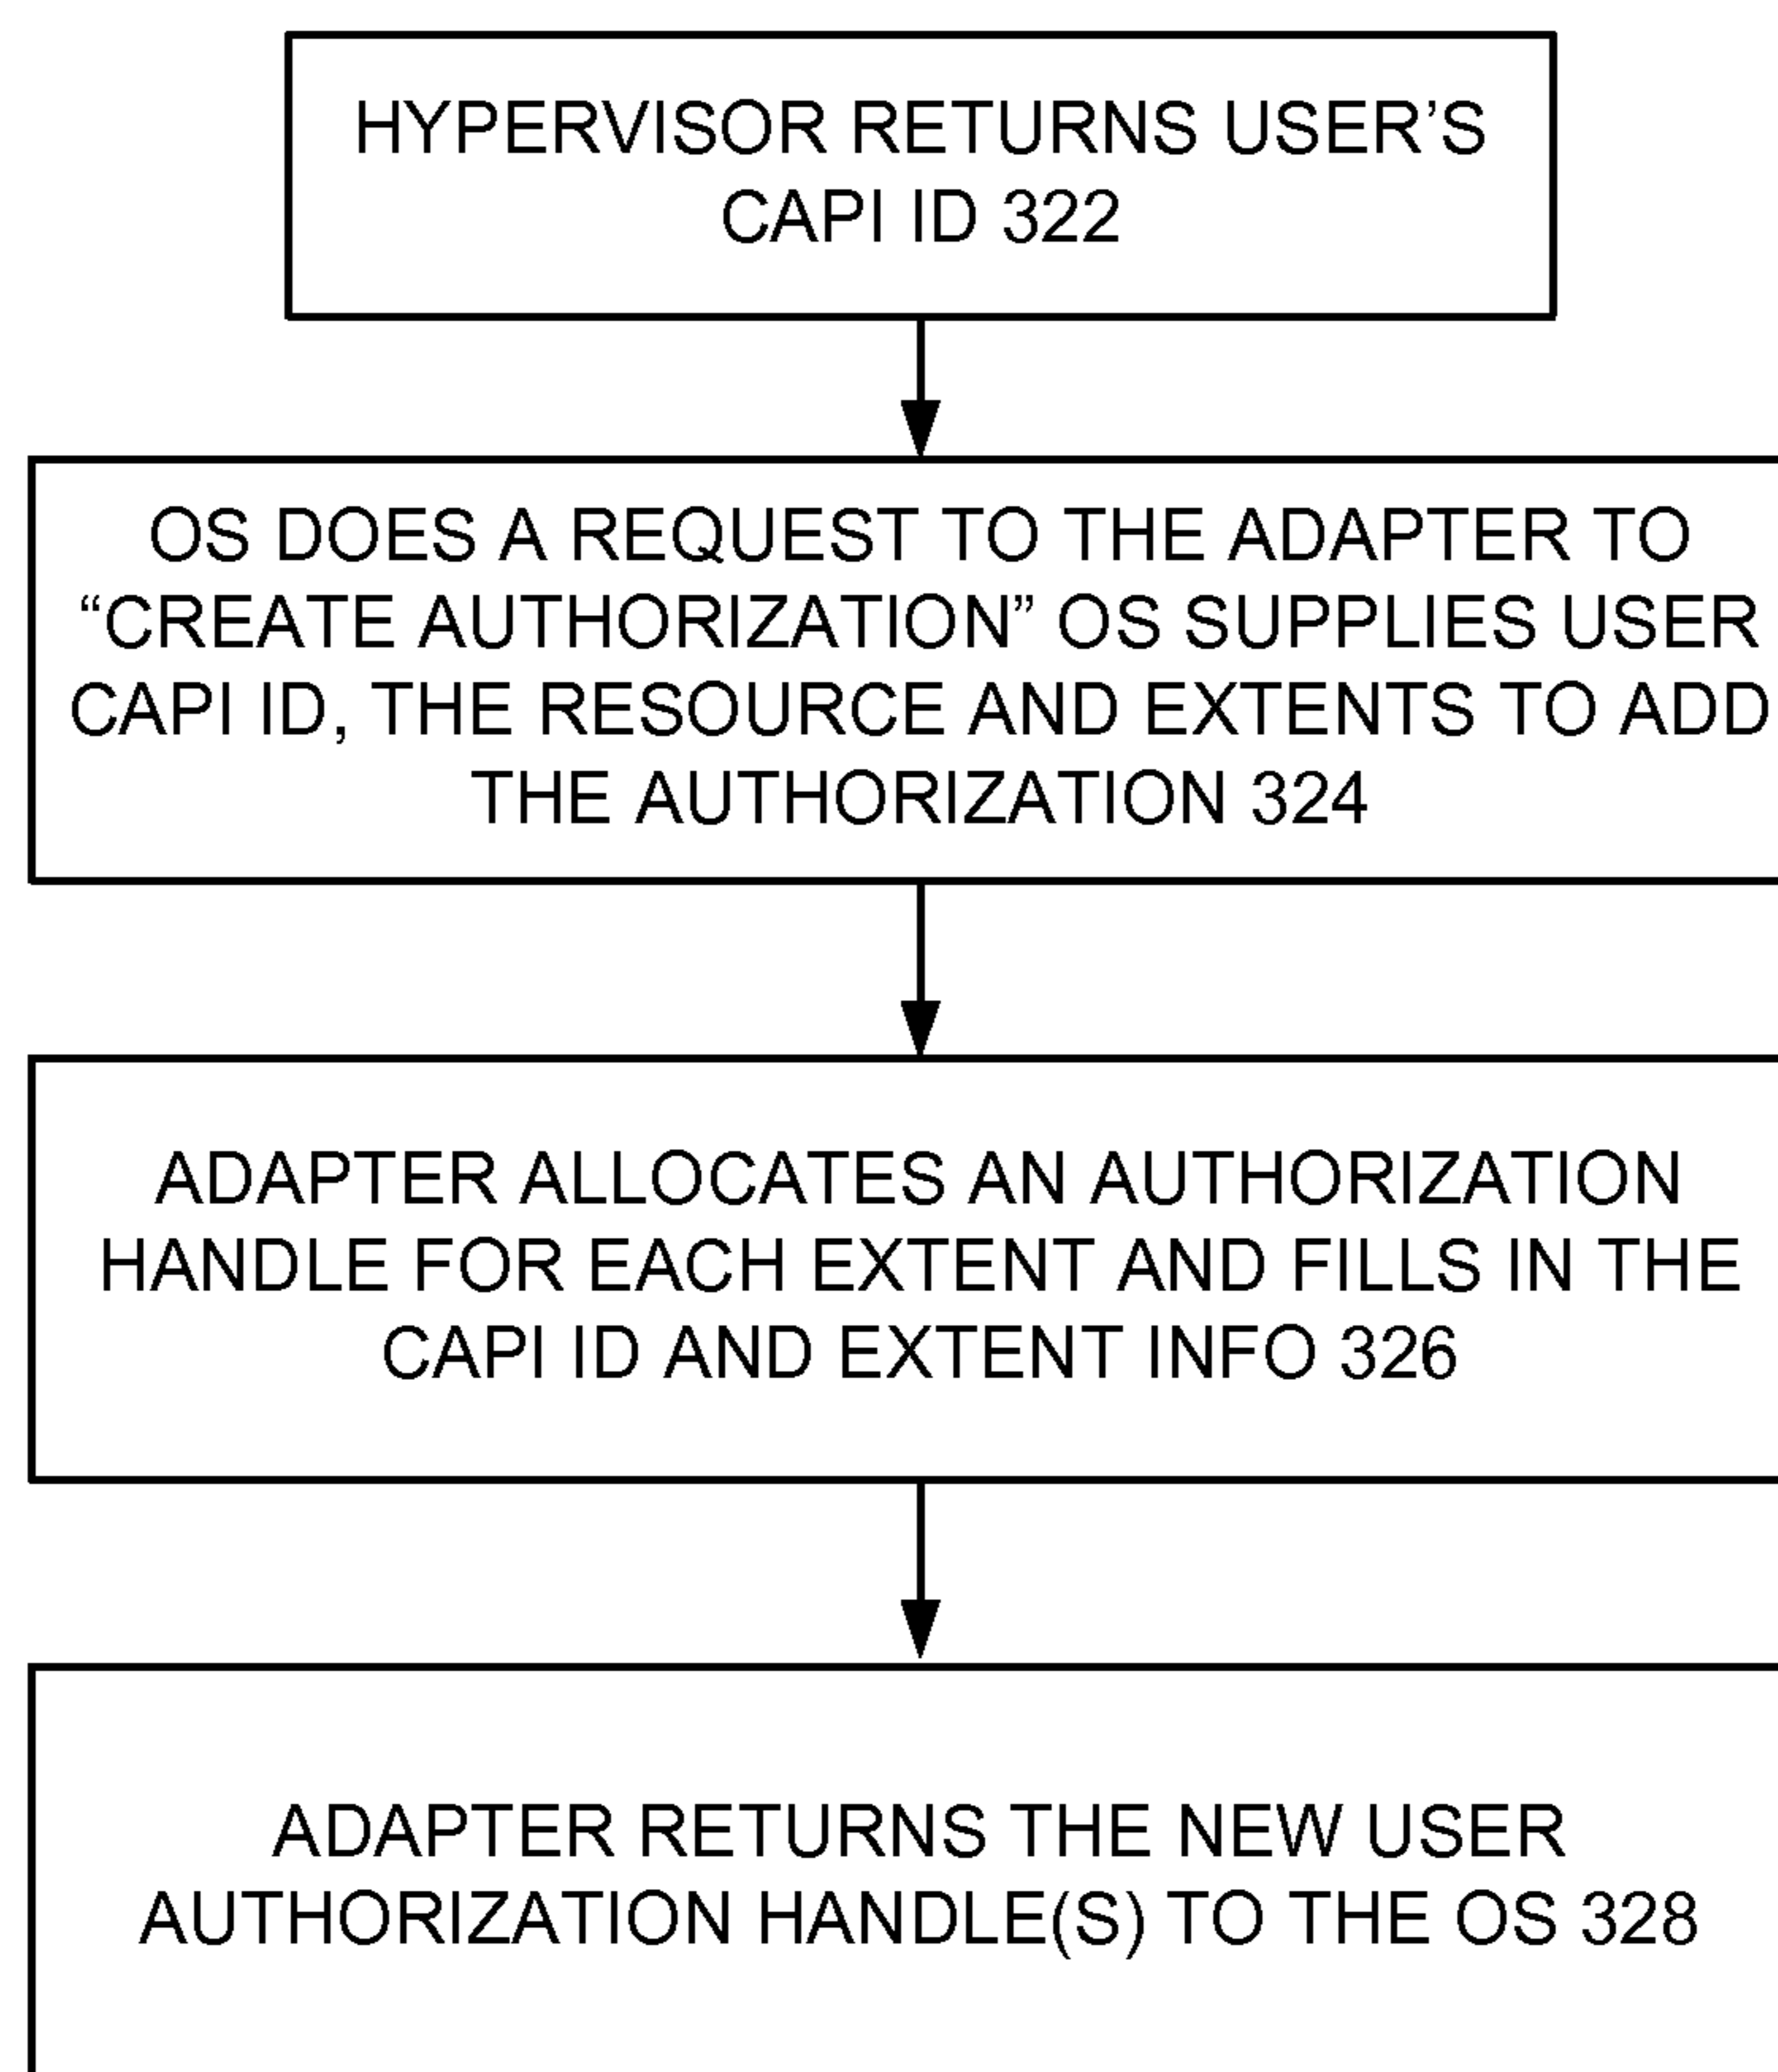 HYPERVISOR RETURNS USER’S
CAPI ID 322
OS DOES A REQUEST TO THE ADAPTER TO
“CREATE AUTHORIZATION” OS SUPPLIES USER
CAPI ID, THE RESOURCE AND EXTENTS TO ADD
THE AUTHORIZATION 324
ADAPTER ALLOCATES AN AUTHORIZATION
HANDLE FOR EACH EXTENT AND FILLS IN THE
CAPI ID AND EXTENT INFO 326
ADAPTER RETURNS THE NEW USER
AUTHORIZATION HANDLE(S) TO THE OS 328